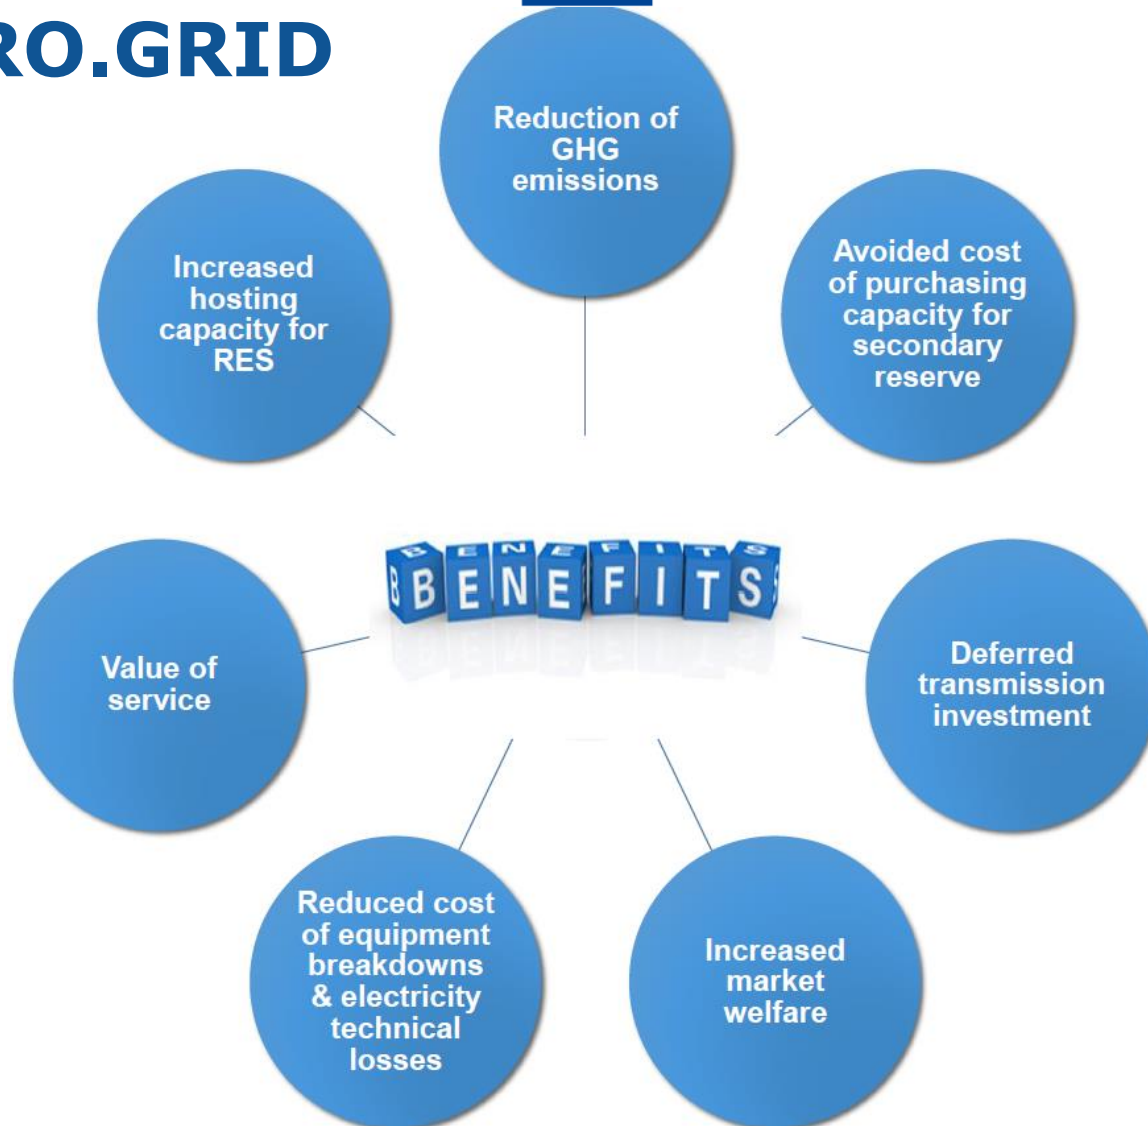 RO.GRID
Reduction of
GHG
emissions
Increased
hosting
capacity for
RES
Avoided cost
of purchasing
capacity for
secondary
reserve
BENEFITS
BBENEFITS
Value of
service
Deferred
transmission
investment
Reduced cost
of equipment
breakdowns
& electricity
technical
losses
Increased
market
welfare